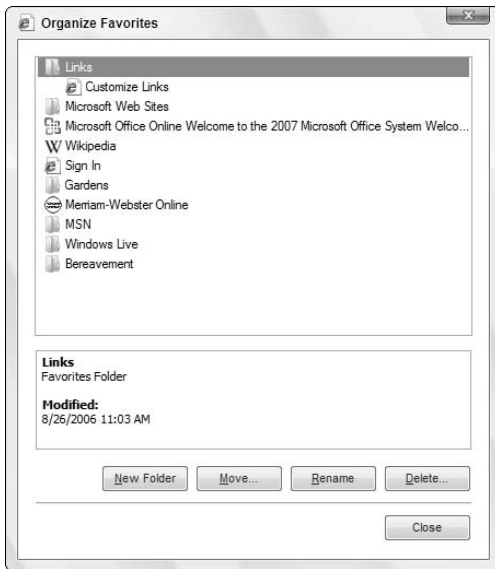 Organize Favorites
Links
Customize Links
Microsoft Web Sites
Microsoft Office Online Welcome to the 2007 Microsoft Office System Welco...
Wikipedia
Sign In
Gardens
Merriam-Webster Online
MSN
Windows Live
Bereavement
Links
Favorites Folder
Modified:
8/26/2006 11:03 AM
New Folder Move... Rename Delete...
Close